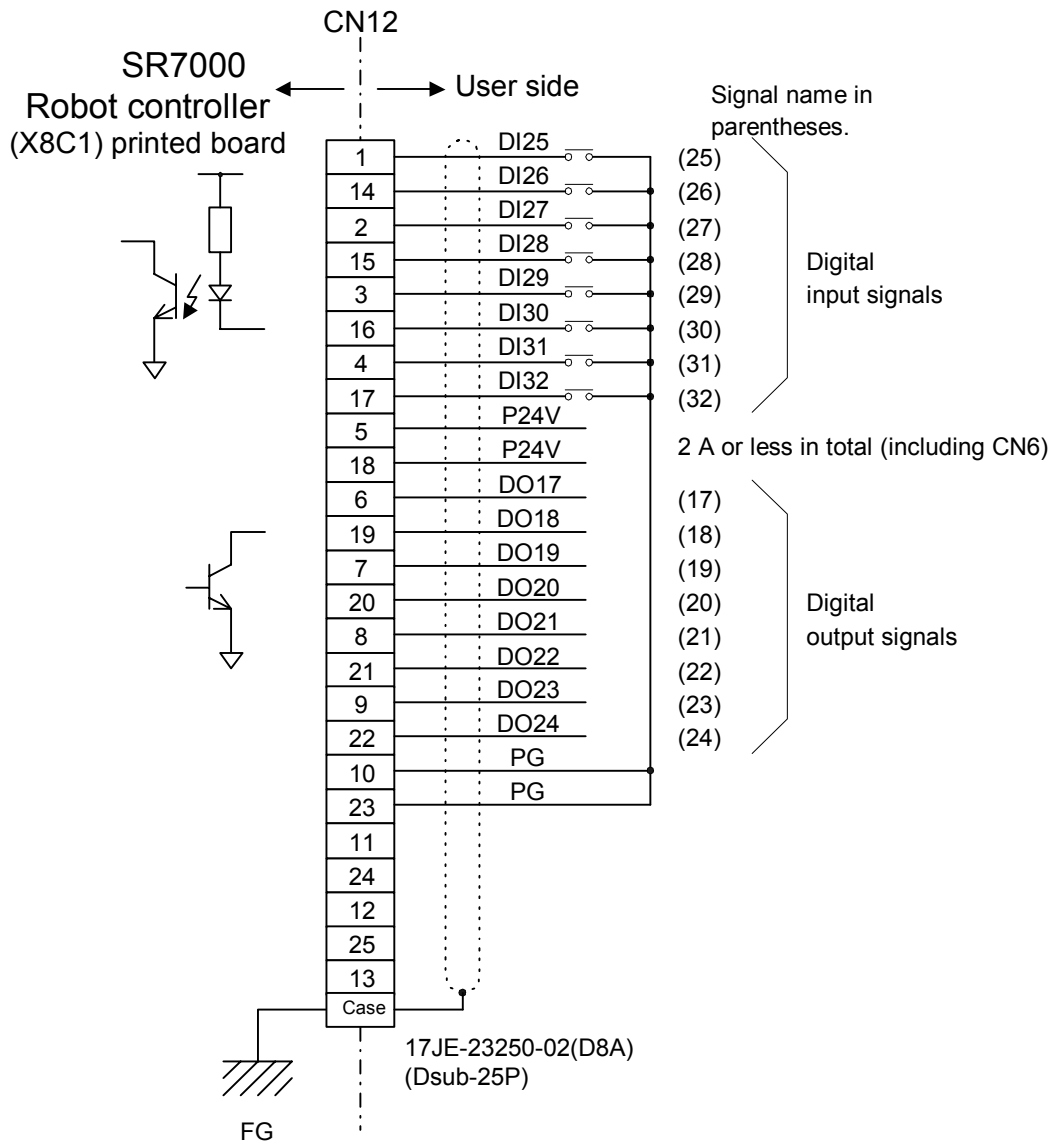 CN12
SR7000
Robot controller
(X8C1) printed board
User side
Signal name in
parentheses.
1 DI25 (25)
14 DI26 (26)
2 DI27 (27)
15 DI28 (28)
3 DI29 (29)
16 DI30 (30)
4 DI31 (31)
17 DI32 (32)
Digital
input signals
5 P24V
18 P24V
2 A or less in total (including CN6)
6 DO17 (17)
19 DO18 (18)
7 DO19 (19)
20 DO20 (20)
8 DO21 (21)
21 DO22 (22)
9 DO23 (23)
22 DO24 (24)
Digital
output signals
10 PG
23 PG
11
24
12
25
13
Case
17JE-23250-02(D8A)
(Dsub-25P)
FG